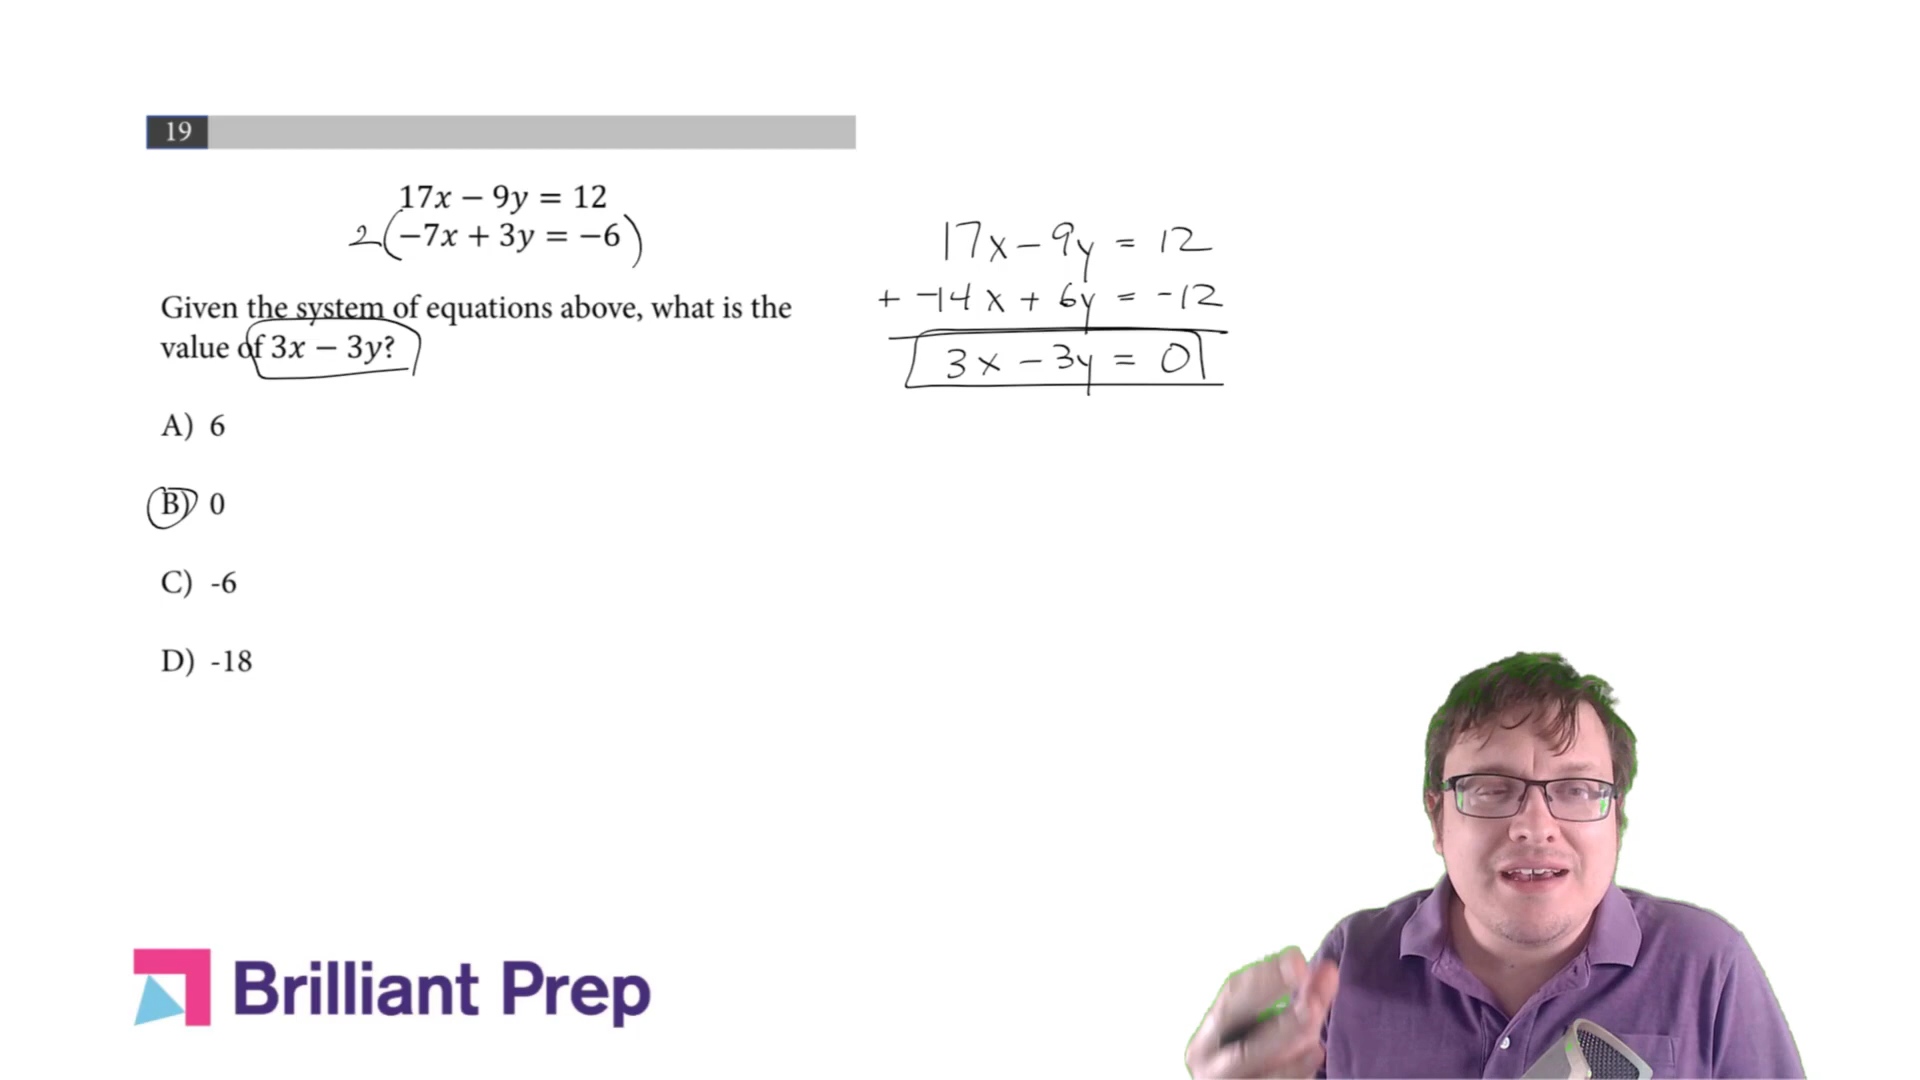 19
17x − 9y = 12
2(−7x + 3y = −6)
Given the system of equations above, what is the
value of 3x − 3y?
A) 6
B) 0
C) -6
D) -18
17x − 9y = 12
+ −14x + 6y = −12
3x − 3y = 0
Brilliant Prep